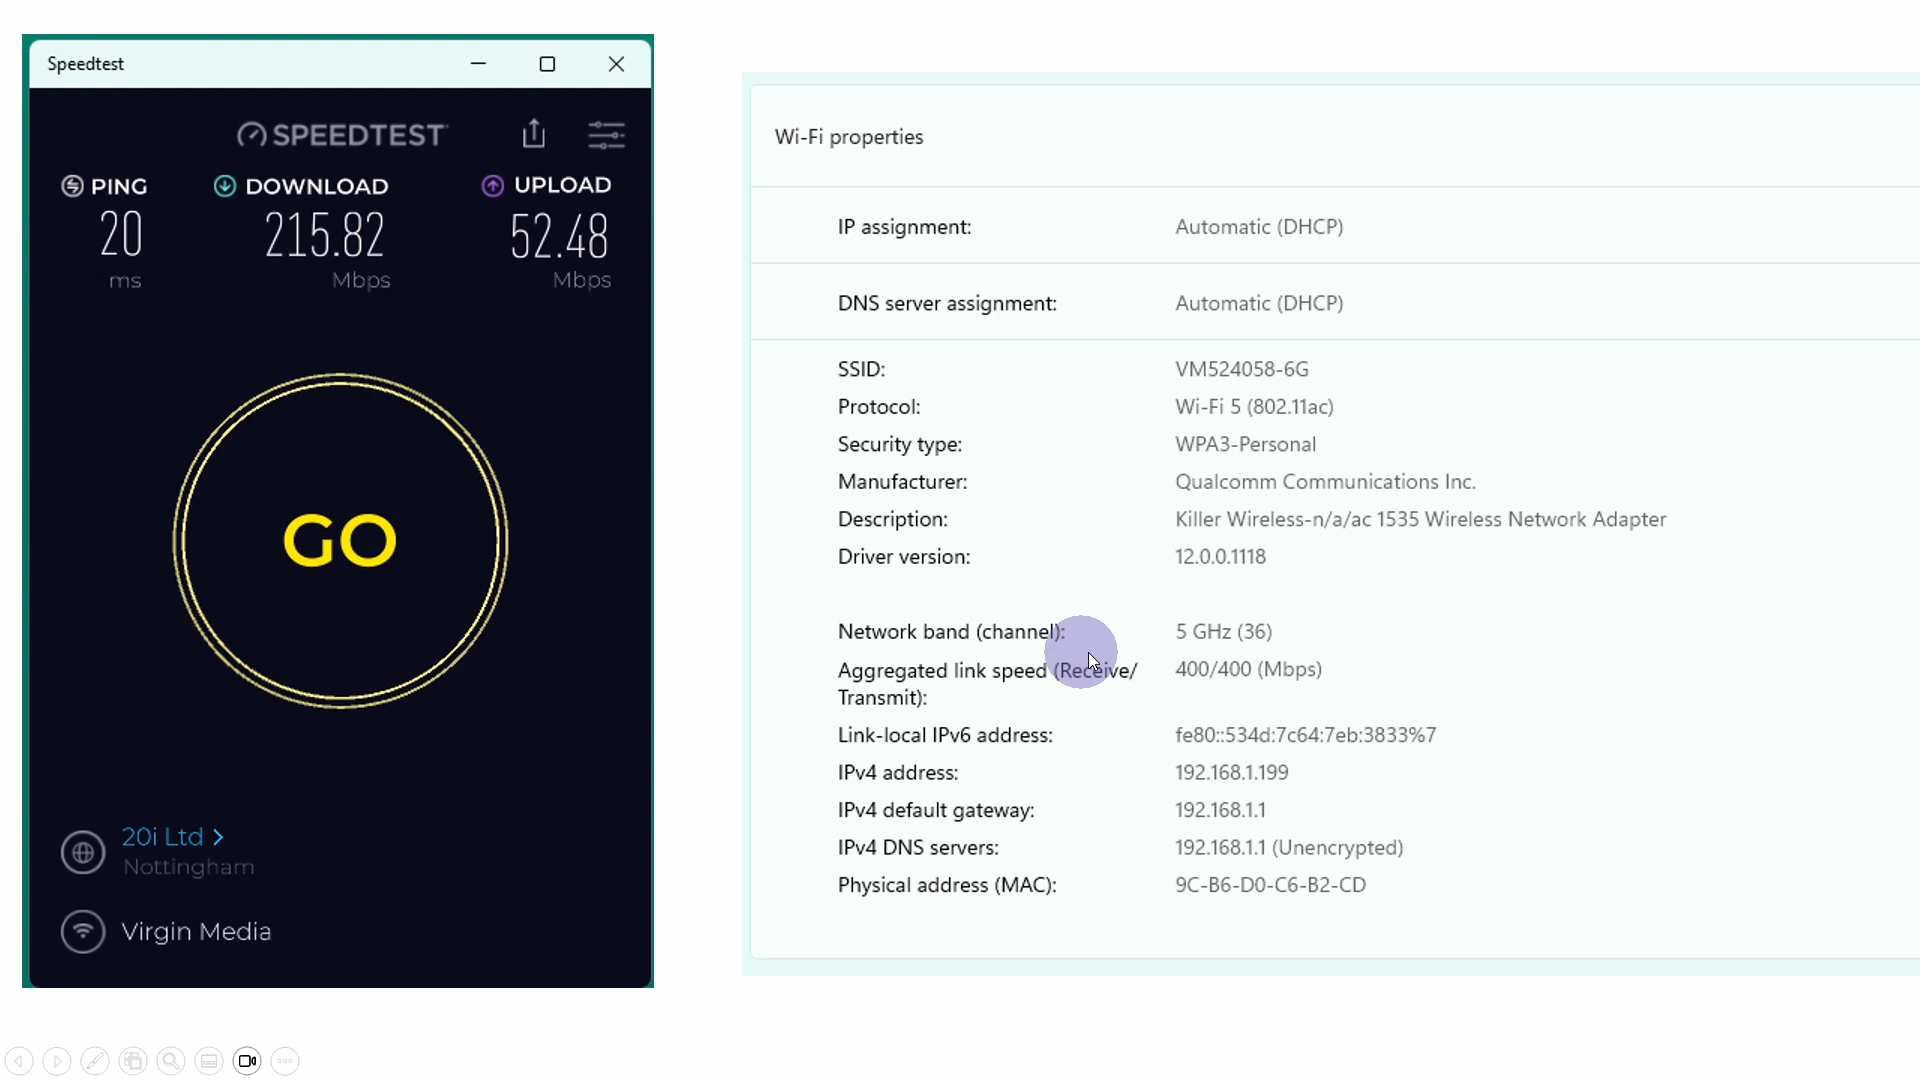 Speedtest
SPEEDTEST
PING DOWNLOAD UPLOAD
20 215.82 52.48
ms Mbps Mbps
GO
20i Ltd
Nottingham
Virgin Media
Wi-Fi properties
IP assignment: Automatic (DHCP)
DNS server assignment: Automatic (DHCP)
SSID: VM524058-6G
Protocol: Wi-Fi 5 (802.11ac)
Security type: WPA3-Personal
Manufacturer: Qualcomm Communications Inc.
Description: Killer Wireless-n/a/ac 1535 Wireless Network Adapter
Driver version: 12.0.0.1118
Network band (channel): 5 GHz (36)
Aggregated link speed (Receive/ 400/400 (Mbps)
Transmit):
Link-local IPv6 address: fe80::534d:7c64:7eb:3833%7
IPv4 address: 192.168.1.199
IPv4 default gateway: 192.168.1.1
IPv4 DNS servers: 192.168.1.1 (Unencrypted)
Physical address (MAC): 9C-B6-D0-C6-B2-CD